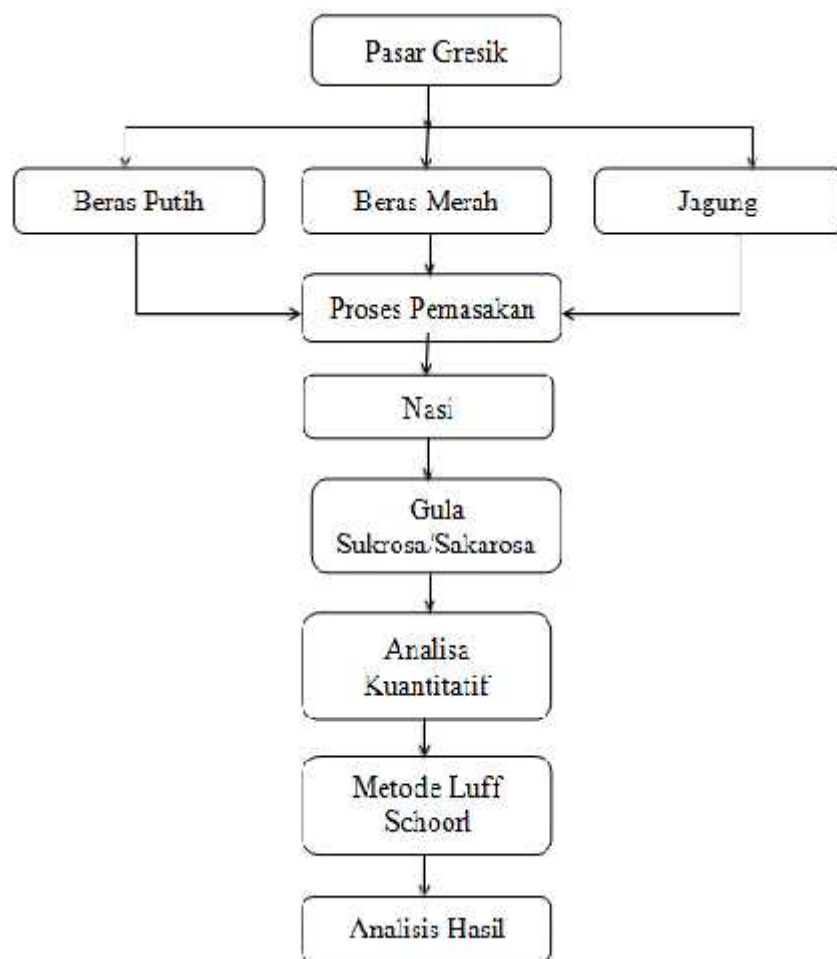 Pasar Gresik
Beras Putih
Beras Merah
Jagung
Proses Pemasakan
Nasi
Gula
Sukrosa/Sakarosa
Analisa
Kuantitatif
Metode Luff
Schoorl
Analisis Hasil